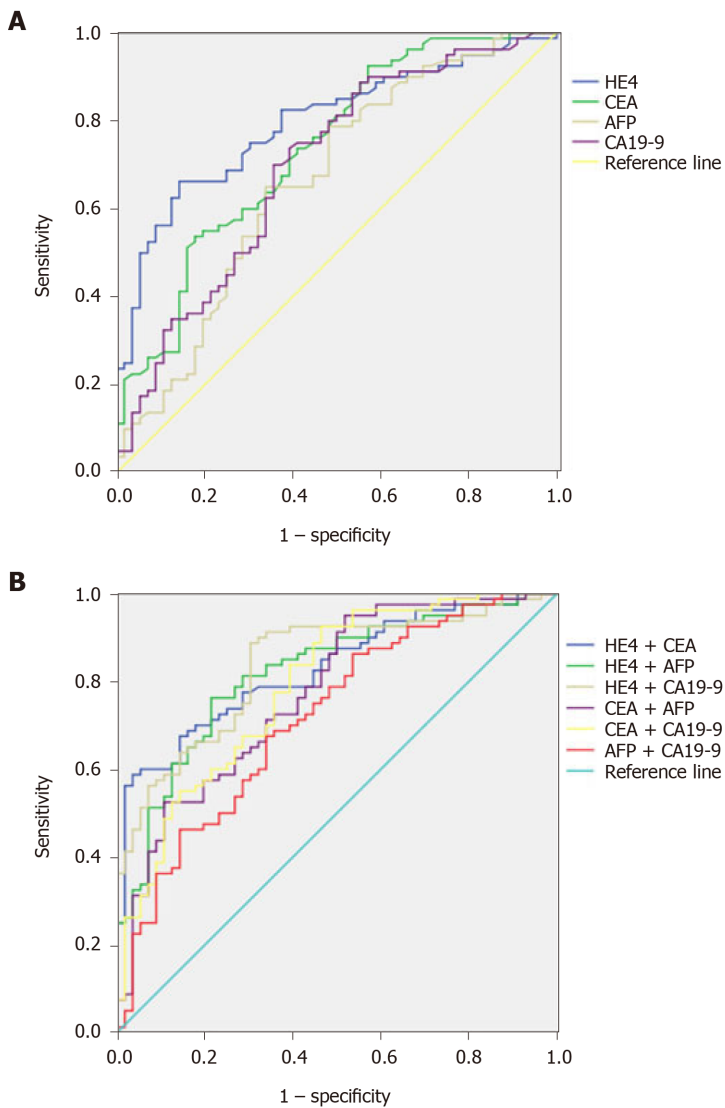 A
1.0
0.8
0.6
0.4
0.2
0.0
Sensitivity
0.0 0.2 0.4 0.6 0.8 1.0
1 – specificity
HE4
CEA
AFP
CA19-9
Reference line
B
1.0
0.8
0.6
0.4
0.2
0.0
Sensitivity
0.0 0.2 0.4 0.6 0.8 1.0
1 – specificity
HE4 + CEA
HE4 + AFP
HE4 + CA19-9
CEA + AFP
CEA + CA19-9
AFP + CA19-9
Reference line